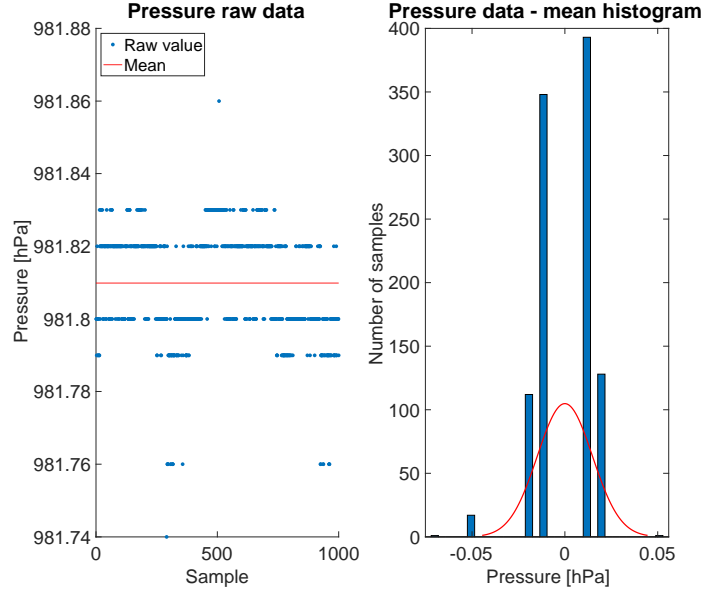 Pressure raw data
981.88
981.86
981.84
981.82
981.8
981.78
981.76
981.74
0
500
1000
Sample
Pressure [hPa]
Raw value
Mean
Pressure data - mean histogram
400
350
300
250
200
150
100
50
0
-0.05
0
0.05
Pressure [hPa]
Number of samples